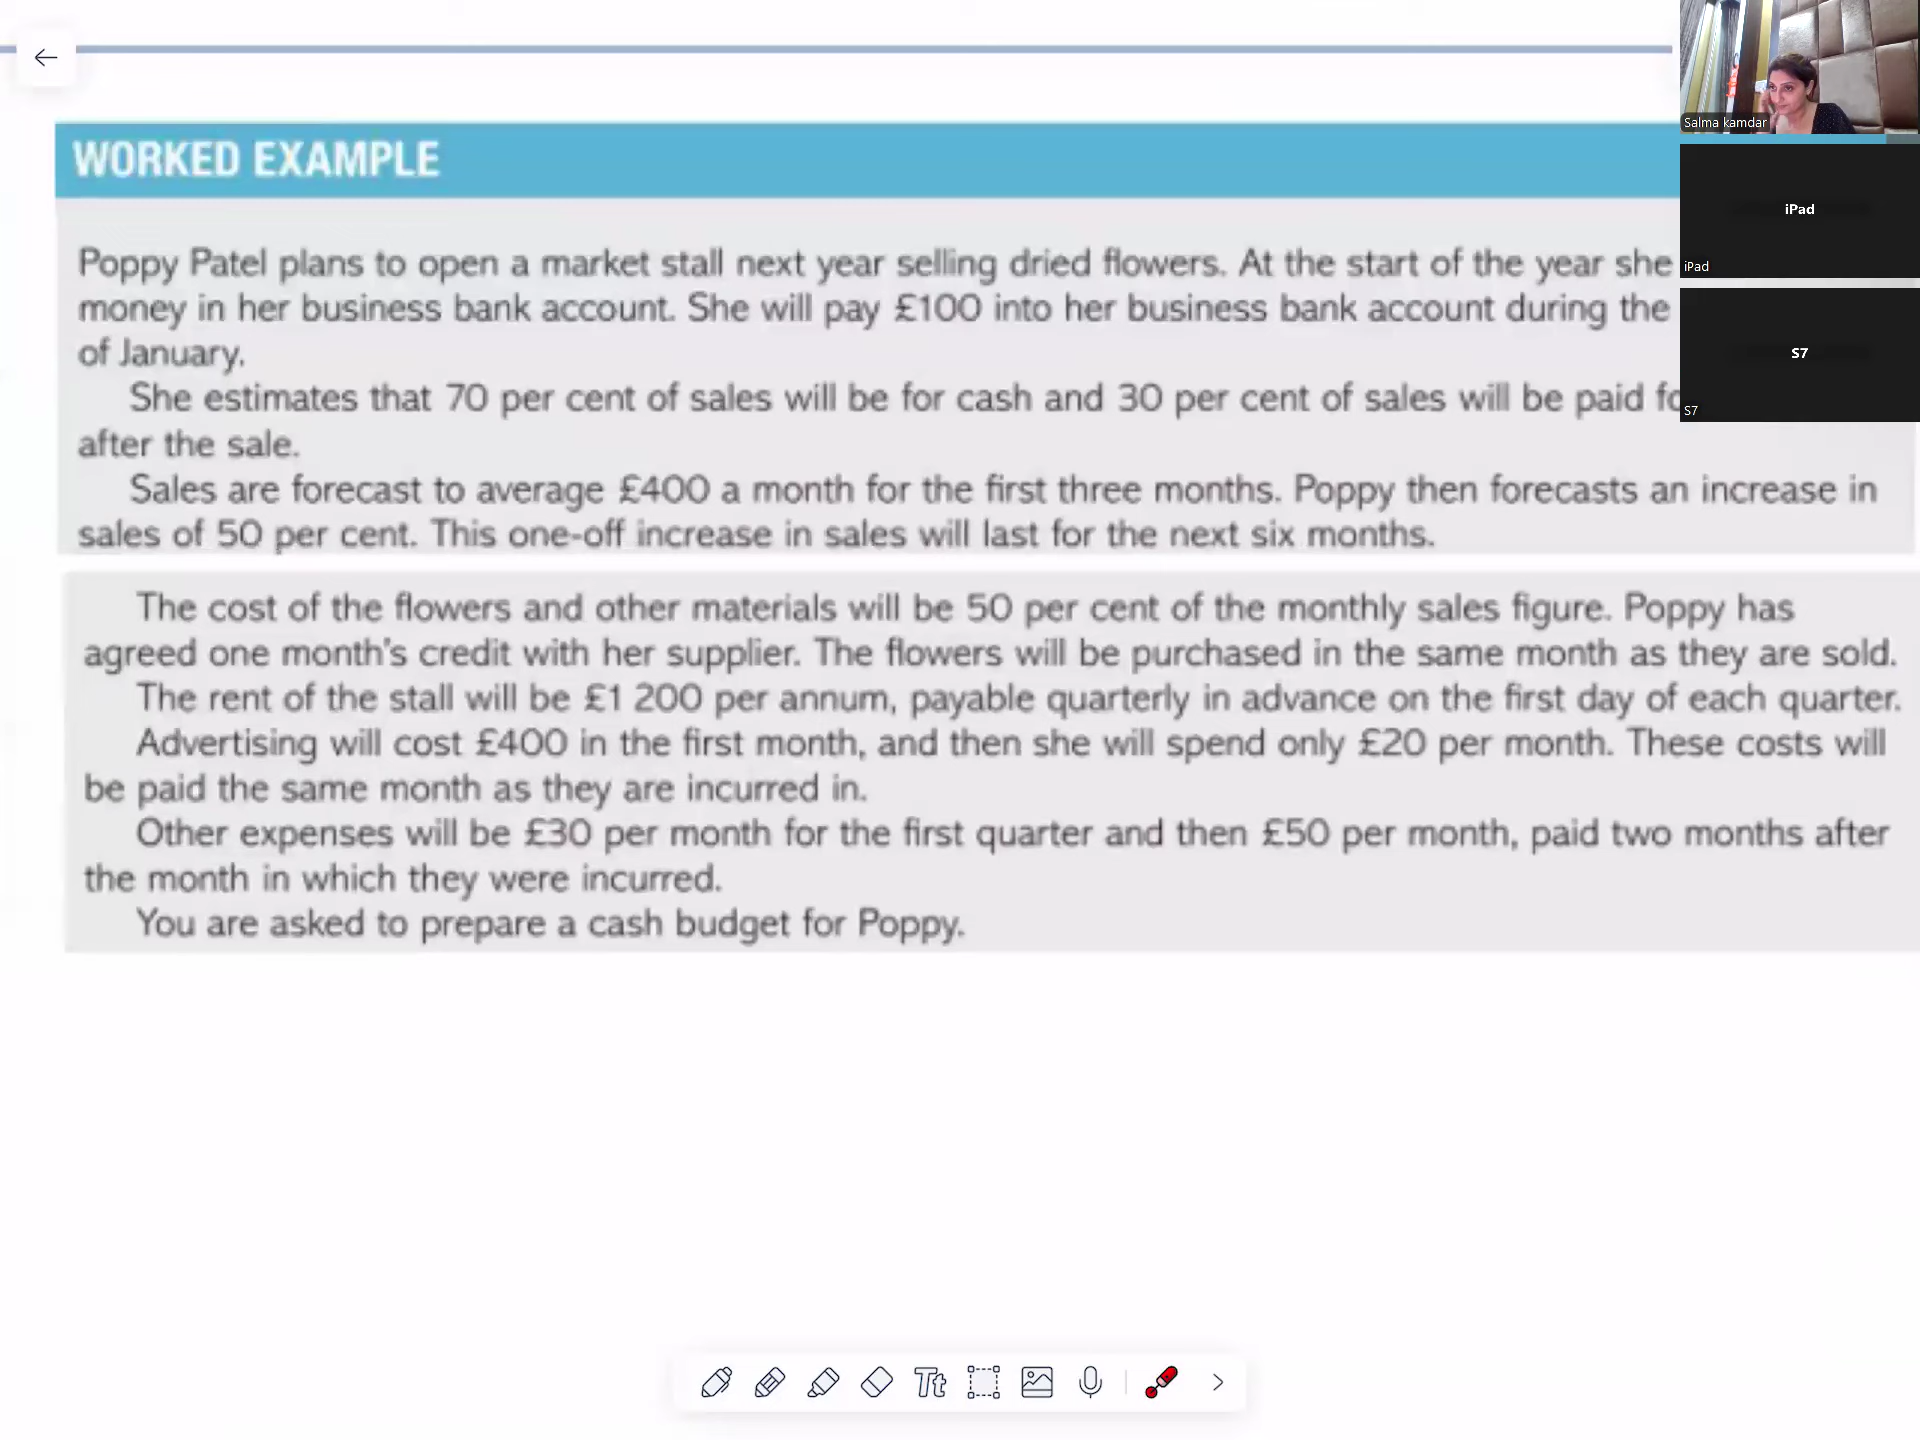 WORKED EXAMPLE
Poppy Patel plans to open a market stall next year selling dried flowers. At the start of the year she
money in her business bank account. She will pay £100 into her business bank account during the
of January.
She estimates that 70 per cent of sales will be for cash and 30 per cent of sales will be paid
after the sale.
Sales are forecast to average £400 a month for the first three months. Poppy then forecasts an increase in
sales of 50 per cent. This one-off increase in sales will last for the next six months.
The cost of the flowers and other materials will be 50 per cent of the monthly sales figure. Poppy has
agreed one month's credit with her supplier. The flowers will be purchased in the same month as they are sold.
The rent of the stall will be £1 200 per annum, payable quarterly in advance on the first day of each quarter.
Advertising will cost £400 in the first month, and then she will spend only £20 per month. These costs will
be paid the same month as they are incurred in.
Other expenses will be £30 per month for the first quarter and then £50 per month, paid two months after
the month in which they were incurred.
You are asked to prepare a cash budget for Poppy.
Salma kamdar
iPad
iPad
S7
S7
Tt